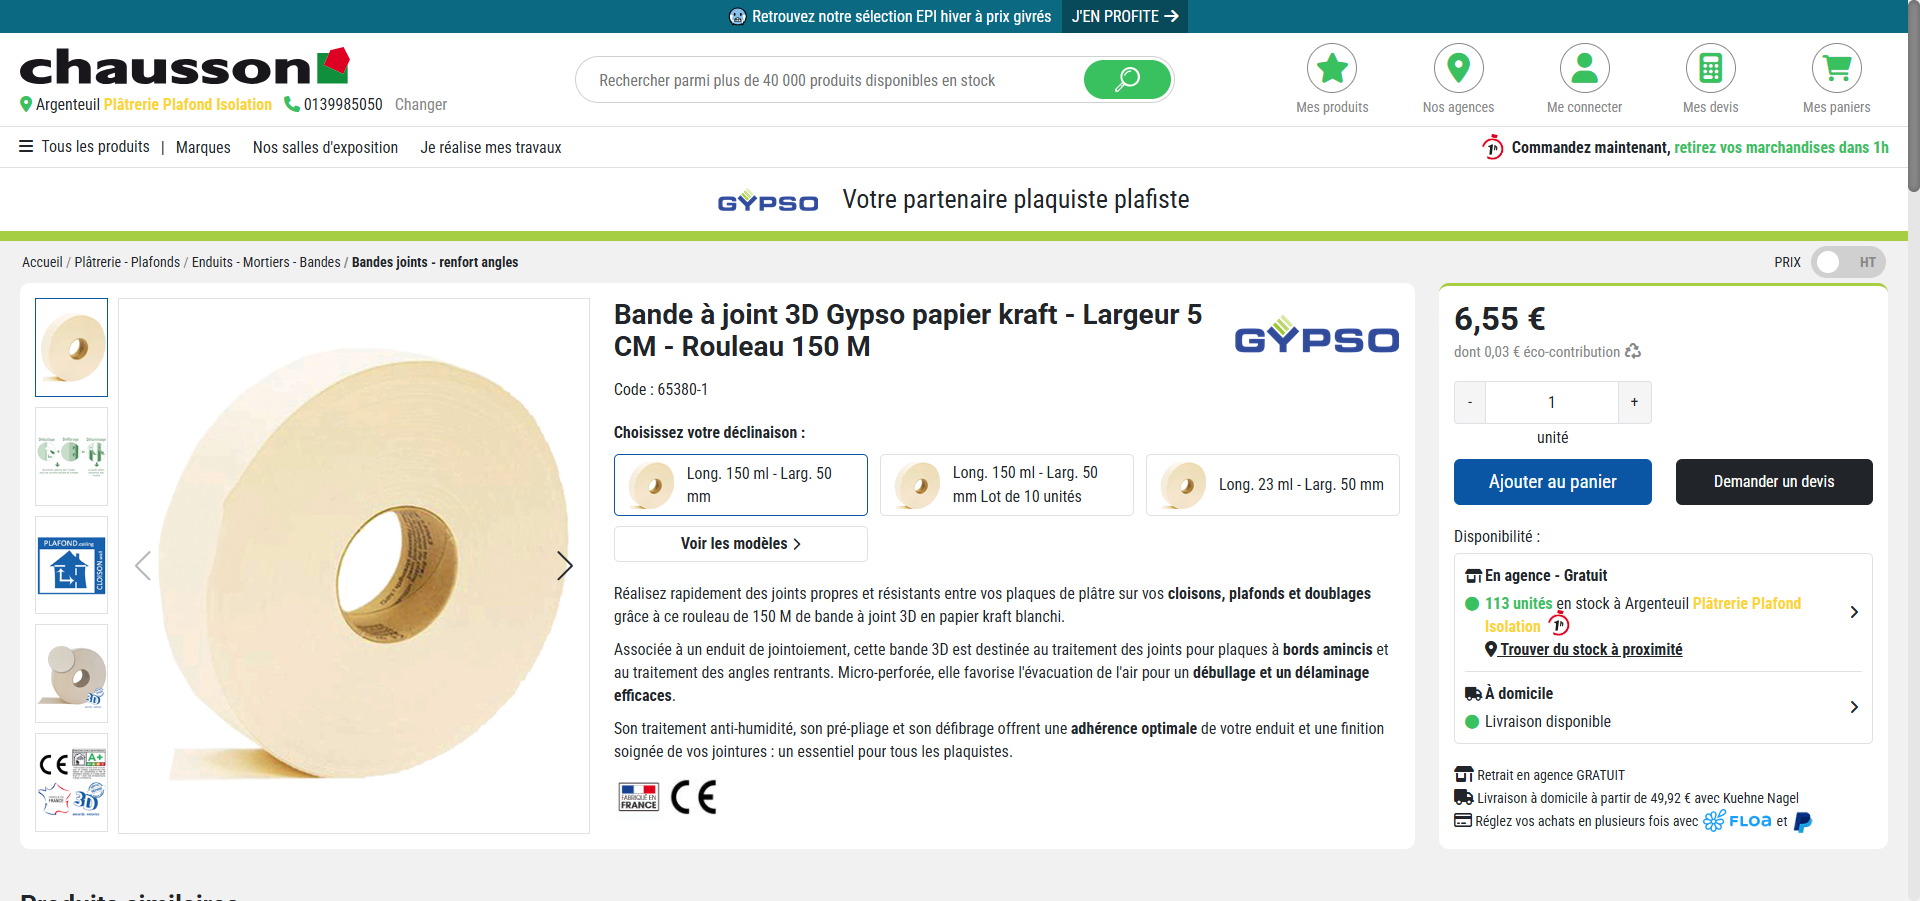 Retrouvez notre sélection EPI hiver à prix givrés J'EN PROFITE
chausson
Argenteuil Plâtrerie Plafond Isolation 0139985050 Changer
Rechercher parmi plus de 40 000 produits disponibles en stock
Mes produits
Nos agences
Me connecter
Mes devis
Mes paniers
Tous les produits | Marques Nos salles d'exposition Je réalise mes travaux
1h Commandez maintenant, retirez vos marchandises dans 1h
GYPSO Votre partenaire plaquiste plafiste
Accueil / Plâtrerie - Plafonds / Enduits - Mortiers - Bandes / Bandes joints - renfort angles
PRIX HT
PLAFOND ceiling
CLOISON wall
3D
CE
A+
FRANCE
3D
Bande à joint 3D Gypso papier kraft - Largeur 5
CM - Rouleau 150 M
GYPSO
Code : 65380-1
Choisissez votre déclinaison :
Long. 150 ml - Larg. 50
mm
Long. 150 ml - Larg. 50
mm Lot de 10 unités
Long. 23 ml - Larg. 50 mm
Voir les modèles
Réalisez rapidement des joints propres et résistants entre vos plaques de plâtre sur vos cloisons, plafonds et doublages
grâce à ce rouleau de 150 M de bande à joint 3D en papier kraft blanchi.
Associée à un enduit de jointoiement, cette bande 3D est destinée au traitement des joints pour plaques à bords amincis et
au traitement des angles rentrants. Micro-perforée, elle favorise l'évacuation de l'air pour un débullage et un délaminage
efficaces.
Son traitement anti-humidité, son pré-pliage et son défibrage offrent une adhérence optimale de votre enduit et une finition
soignée de vos jointures : un essentiel pour tous les plaquistes.
FABRIQUÉ EN
FRANCE
CE
6,55 €
dont 0,03 € éco-contribution
- 1 +
unité
Ajouter au panier
Demander un devis
Disponibilité :
En agence - Gratuit
113 unités en stock à Argenteuil Plâtrerie Plafond
Isolation 1h
Trouver du stock à proximité
À domicile
Livraison disponible
Retrait en agence GRATUIT
Livraison à domicile à partir de 49,92 € avec Kuehne Nagel
Réglez vos achats en plusieurs fois avec FLOA et
Produits similaires